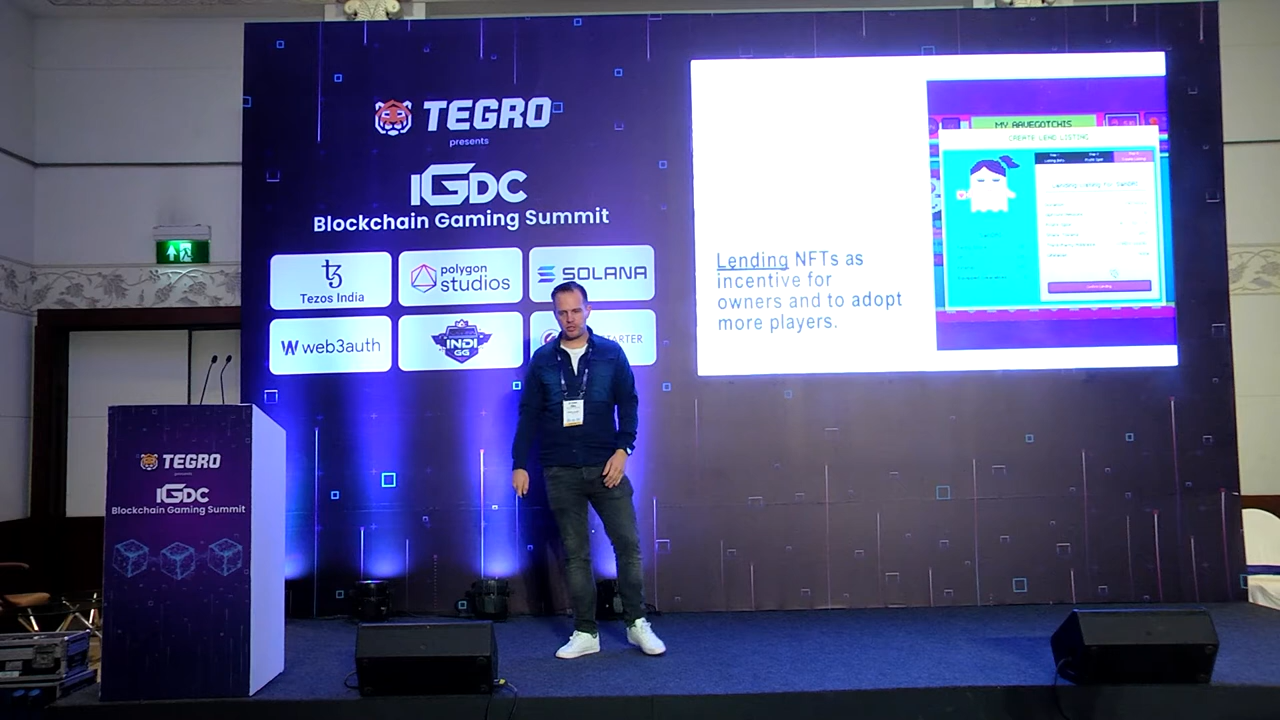 TEGRO
presents
IGDC
Blockchain Gaming Summit
Tezos India
polygon
studios
SOLANA
web3auth
INDI
GG
STARTER
Lending NFTs as
incentive for
owners and to adopt
more players.
MY AAVEGOTCHIS
CREATE LEND LISTING
TEGRO
presents
IGDC
Blockchain Gaming Summit